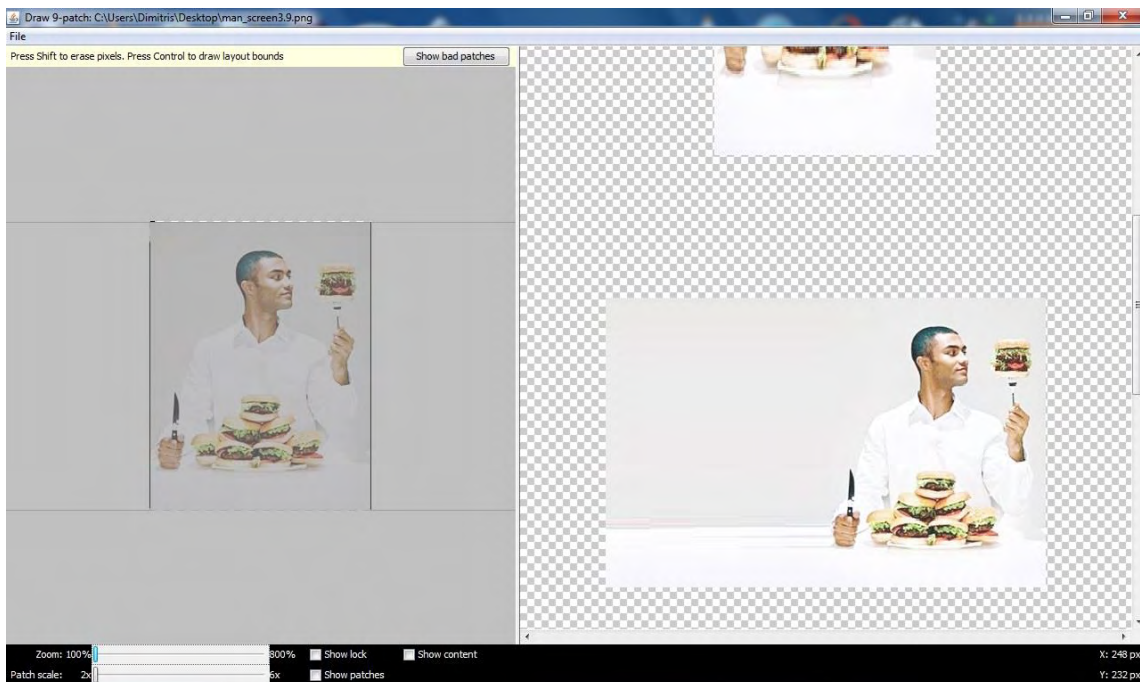 Draw 9-patch: C:\Users\Dimitris\Desktop\man_screen3.9.png
File
Press Shift to erase pixels. Press Control to draw layout bounds
Show bad patches
Zoom: 100% 800% Show lock Show content X: 248 px
Patch scale: 2x 6x Show patches Y: 232 px